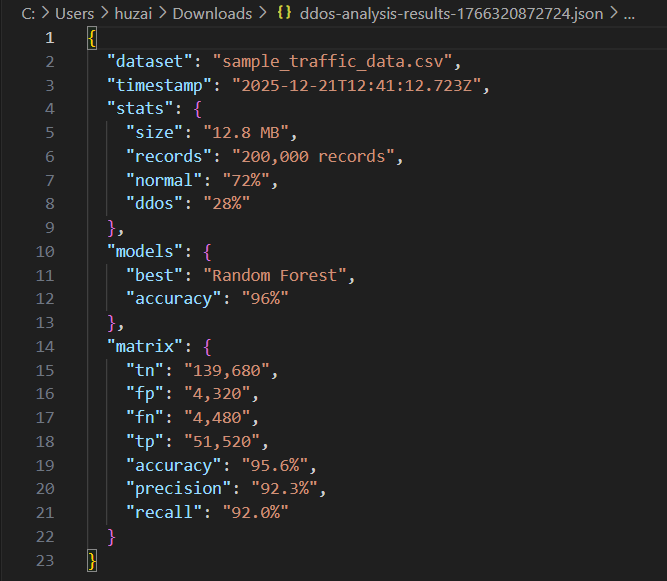 C: > Users > huzai > Downloads > {} ddos-analysis-results-1766320872724.json > ...
1 {
2 "dataset": "sample_traffic_data.csv",
3 "timestamp": "2025-12-21T12:41:12.723Z",
4 "stats": {
5 "size": "12.8 MB",
6 "records": "200,000 records",
7 "normal": "72%",
8 "ddos": "28%"
9 },
10 "models": {
11 "best": "Random Forest",
12 "accuracy": "96%"
13 },
14 "matrix": {
15 "tn": "139,680",
16 "fp": "4,320",
17 "fn": "4,480",
18 "tp": "51,520",
19 "accuracy": "95.6%",
20 "precision": "92.3%",
21 "recall": "92.0%"
22 }
23 }